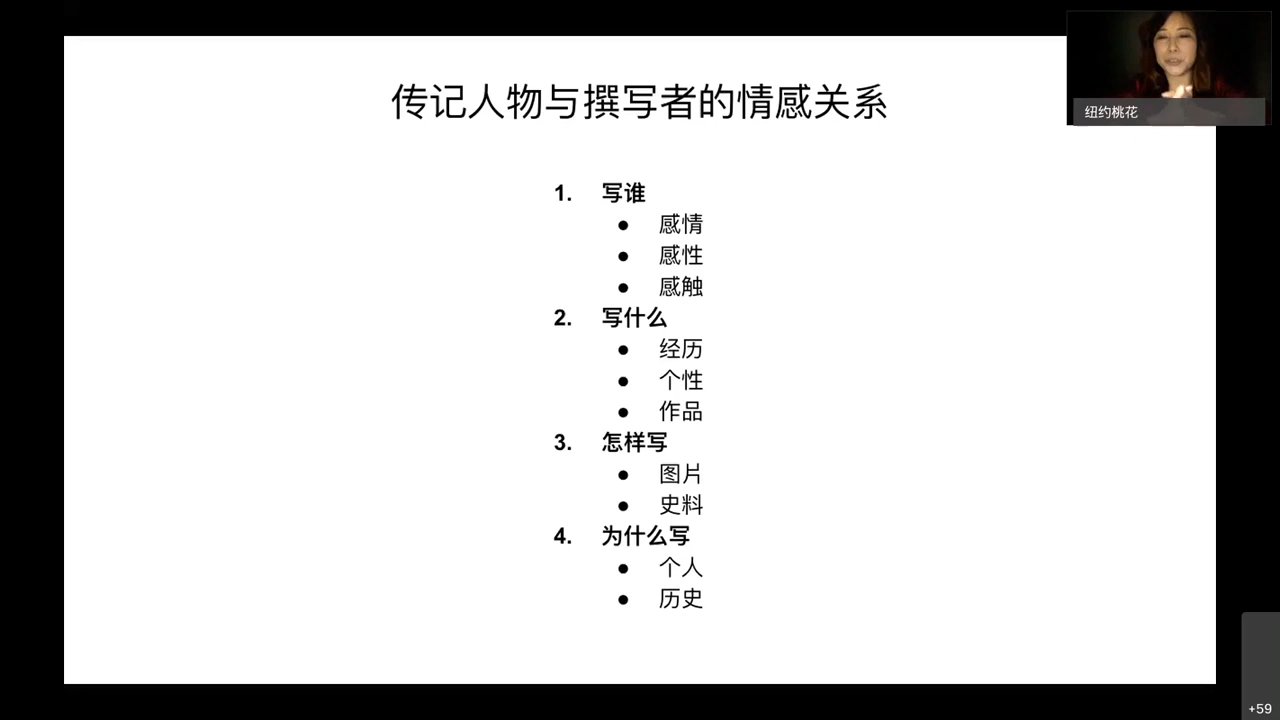 传记人物与撰写者的情感关系
纽约桃花
1. 写谁
● 感情
● 感性
● 感触
2. 写什么
● 经历
● 个性
● 作品
3. 怎样写
● 图片
● 史料
4. 为什么写
● 个人
● 历史
+59